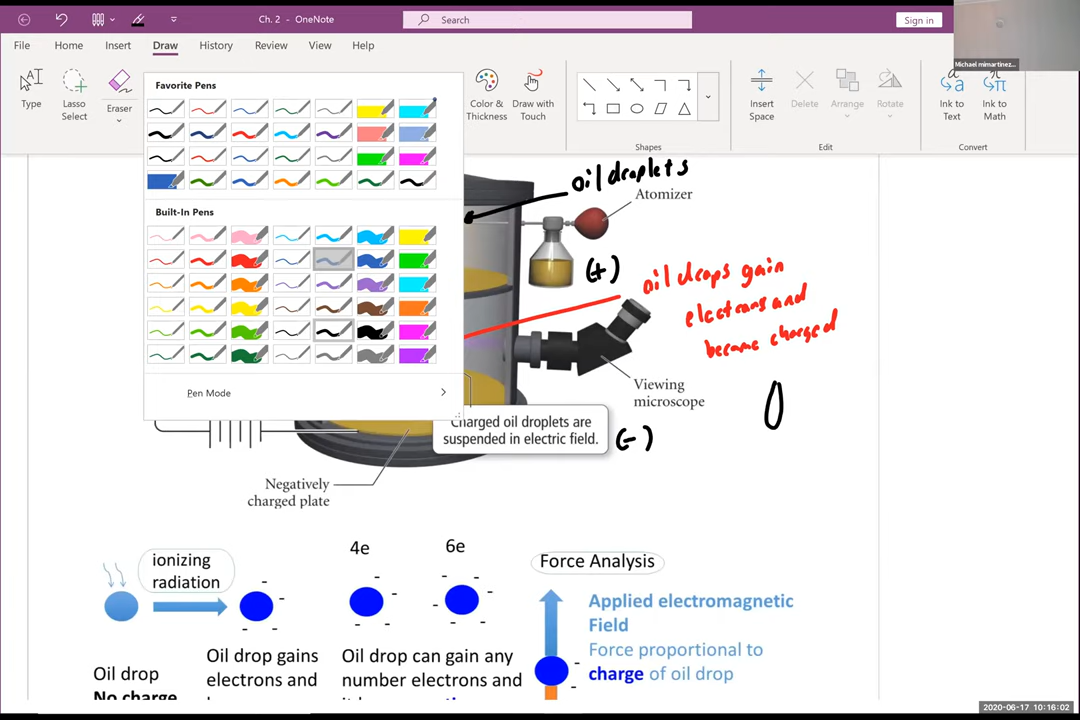 Ch. 2 - OneNote
Search
Sign in
File Home Insert Draw History Review View Help
Michael mimartinez...
Type
Lasso Select
Eraser
Favorite Pens
Built-In Pens
Pen Mode
Color & Thickness
Draw with Touch
Shapes
Insert Space
Delete
Arrange
Rotate
Edit
Ink to Text
Ink to Math
Convert
oil droplets
Atomizer
(+)
oil drops gain
electrons and
became charged
Viewing
microscope
Charged oil droplets are
suspended in electric field.
(-)
Negatively
charged plate
ionizing
radiation
4e
6e
Force Analysis
Applied electromagnetic
Field
Force proportional to
charge of oil drop
Oil drop
No charge
Oil drop gains
electrons and
Oil drop can gain any
number electrons and
2020-06-17 10:16:02